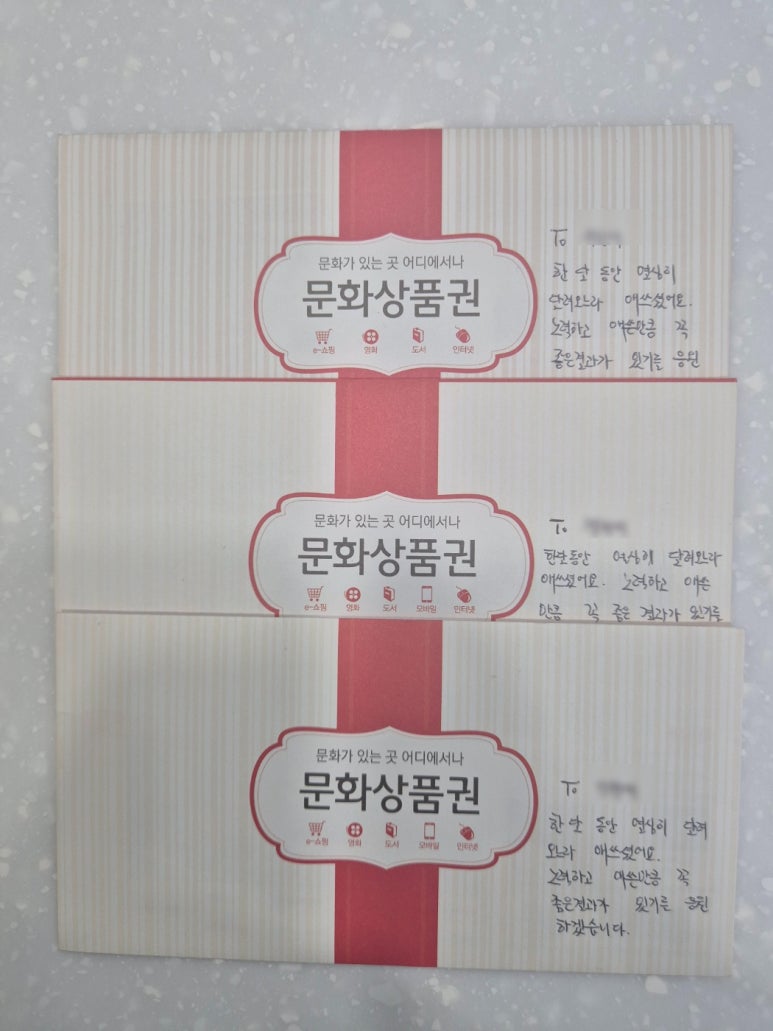 문화가 있는 곳 어디에서나
문화상품권
e-쇼핑 영화 도서 인터넷
To
한 달 동안 열심히
달려오느라 애쓰셨어요.
노력하고 애쓴만큼 꼭
좋은결과가 있기를 응원
문화가 있는 곳 어디에서나
문화상품권
e-쇼핑 영화 도서 모바일 인터넷
To
한달동안 열심히 달려오느라
애쓰셨어요. 노력하고 애쓴
만큼 꼭 좋은 결과가 있기를
문화가 있는 곳 어디에서나
문화상품권
e-쇼핑 영화 도서 모바일 인터넷
To
한 달 동안 열심히 달려
오느라 애쓰셨어요.
노력하고 애쓴만큼 꼭
좋은결과가 있기를 응원
하겠습니다.